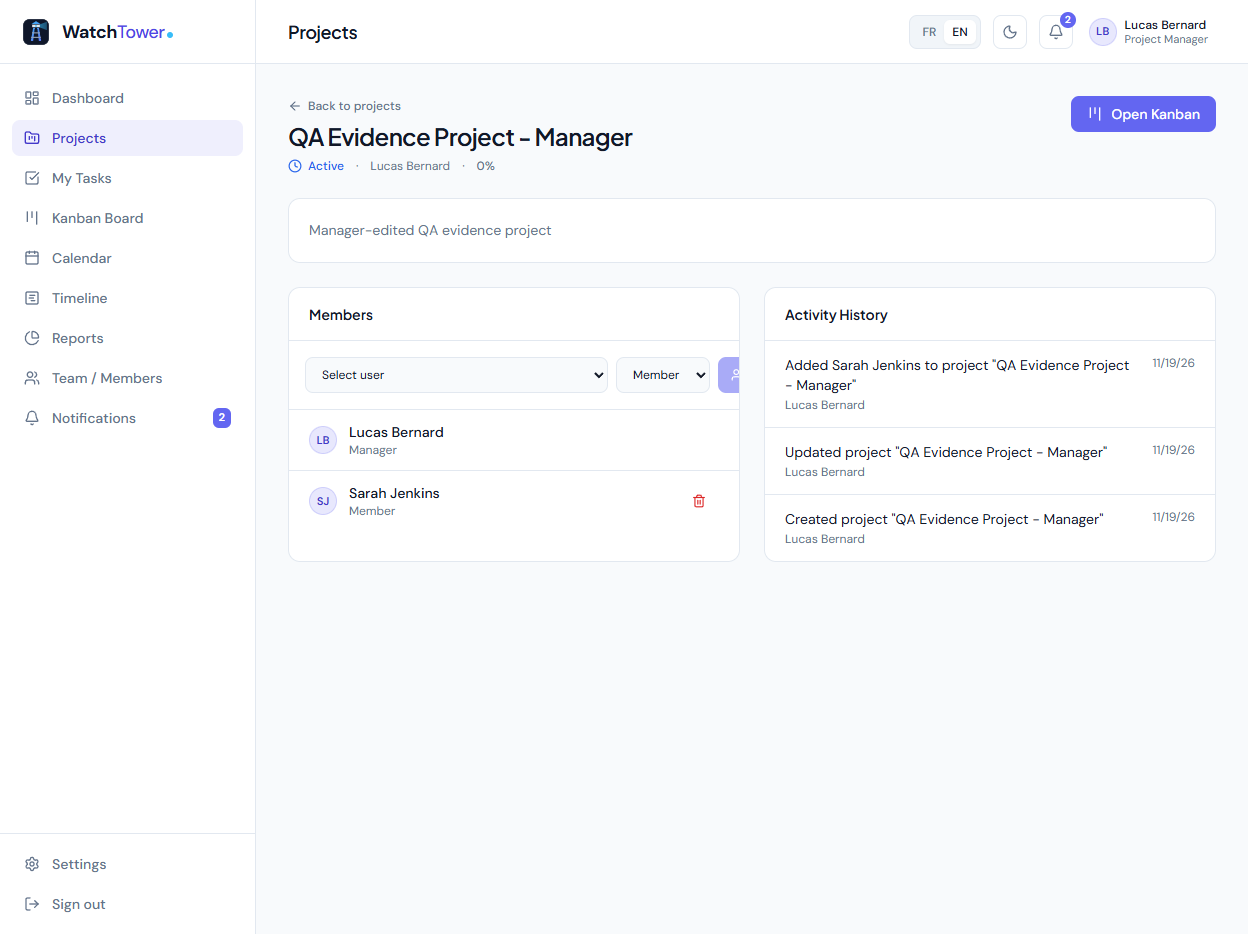 WatchTower
Projects
FR EN
2
LB
Lucas Bernard
Project Manager
Dashboard
Projects
My Tasks
Kanban Board
Calendar
Timeline
Reports
Team / Members
Notifications 2
Settings
Sign out
Back to projects
QA Evidence Project - Manager
Active · Lucas Bernard · 0%
Open Kanban
Manager-edited QA evidence project
Members
Select user Member
LB
Lucas Bernard
Manager
SJ
Sarah Jenkins
Member
Activity History
Added Sarah Jenkins to project "QA Evidence Project 11/19/26
- Manager"
Lucas Bernard
Updated project "QA Evidence Project - Manager" 11/19/26
Lucas Bernard
Created project "QA Evidence Project - Manager" 11/19/26
Lucas Bernard